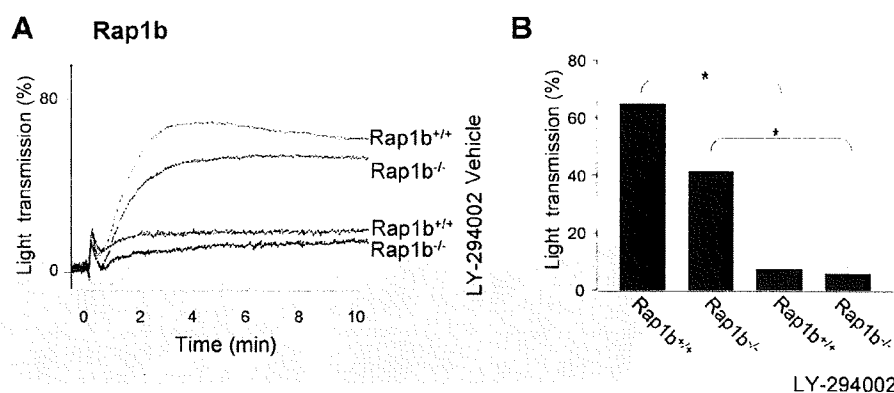 A Rap1b
Light transmission (%)
80
0
Rap1b+/+
Rap1b-/-
Rap1b+/+
Rap1b-/-
LY-294002 Vehicle
0 2 4 6 8 10
Time (min)
B
Light transmission (%)
80
60
40
20
0
*
*
Rap1b+/+
Rap1b-/-
Rap1b+/+
Rap1b-/-
LY-294002